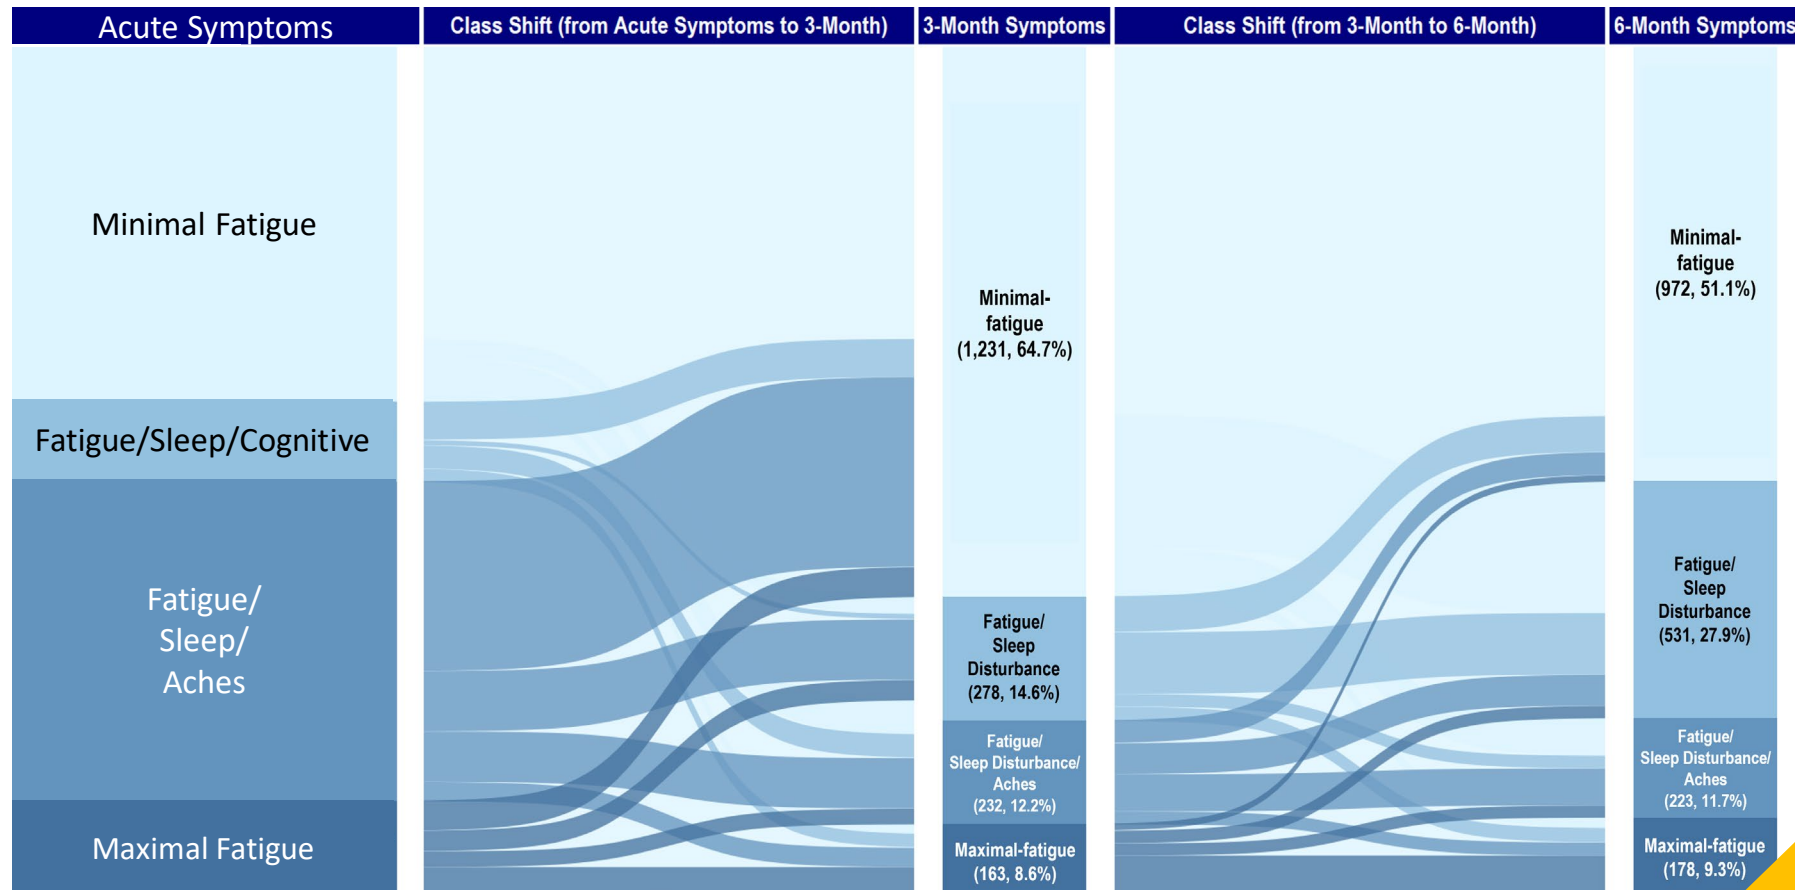 Acute Symptoms
Class Shift (from Acute Symptoms to 3-Month)
3-Month Symptoms
Class Shift (from 3-Month to 6-Month)
6-Month Symptoms
Minimal Fatigue
Fatigue/Sleep/Cognitive
Fatigue/
Sleep/
Aches
Maximal Fatigue
Minimal-
fatigue
(1,231, 64.7%)
Fatigue/
Sleep
Disturbance
(278, 14.6%)
Fatigue/
Sleep Disturbance/
Aches
(232, 12.2%)
Maximal-fatigue
(163, 8.6%)
Minimal-
fatigue
(972, 51.1%)
Fatigue/
Sleep
Disturbance
(531, 27.9%)
Fatigue/
Sleep Disturbance/
Aches
(223, 11.7%)
Maximal-fatigue
(178, 9.3%)